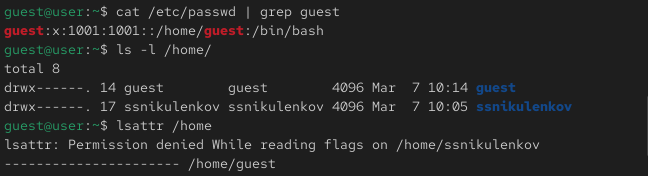 guest@user:~$ cat /etc/passwd | grep guest
guest:x:1001:1001::/home/guest:/bin/bash
guest@user:~$ ls -l /home/
total 8
drwx------. 14 guest       guest       4096 Mar  7 10:14 guest
drwx------. 17 ssnikulenkov ssnikulenkov 4096 Mar  7 10:05 ssnikulenkov
guest@user:~$ lsattr /home
lsattr: Permission denied While reading flags on /home/ssnikulenkov
---------------------- /home/guest